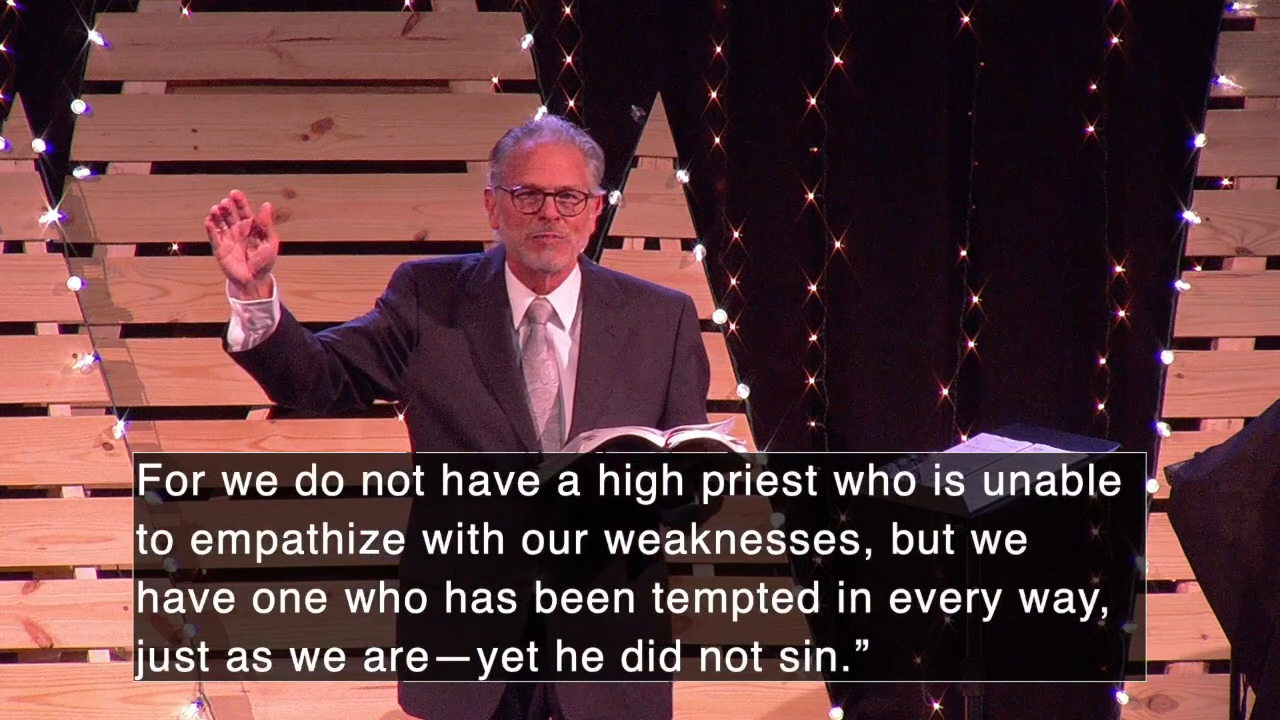 For we do not have a high priest who is unable
to empathize with our weaknesses, but we
have one who has been tempted in every way,
just as we are—yet he did not sin.”